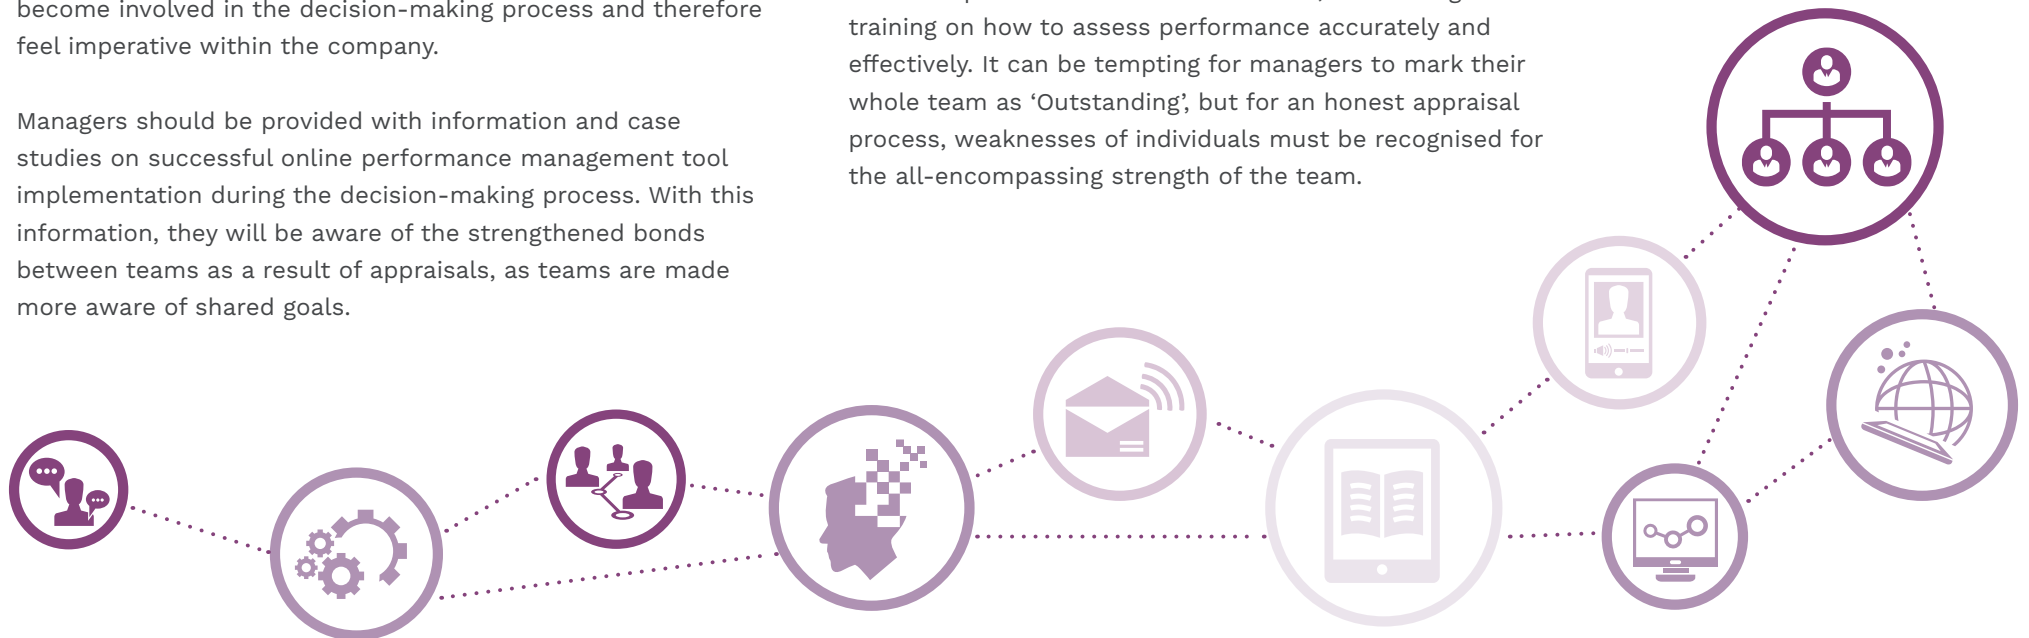 become involved in the decision-making process and therefore
feel imperative within the company.
Managers should be provided with information and case
studies on successful online performance management tool
implementation during the decision-making process. With this
information, they will be aware of the strengthened bonds
between teams as a result of appraisals, as teams are made
more aware of shared goals.
training on how to assess performance accurately and
effectively. It can be tempting for managers to mark their
whole team as ‘Outstanding’, but for an honest appraisal
process, weaknesses of individuals must be recognised for
the all-encompassing strength of the team.